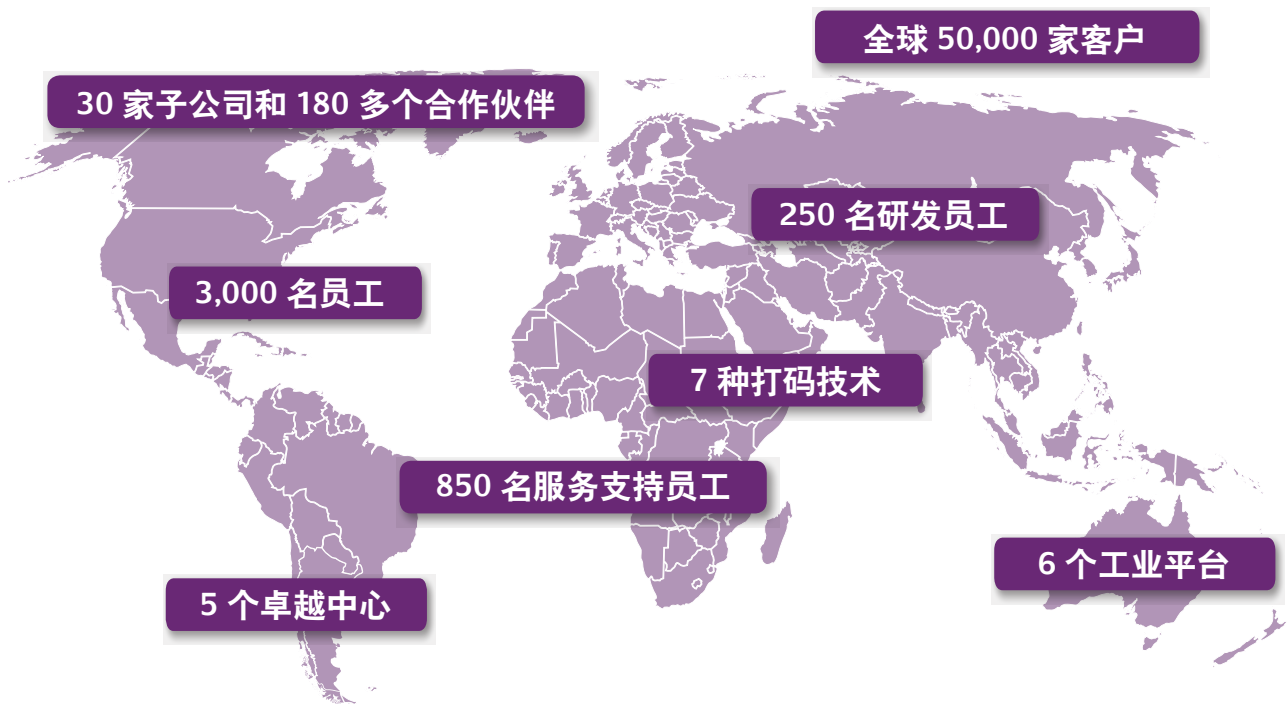 全球 50,000 家客户
30 家子公司和 180 多个合作伙伴
250 名研发员工
3,000 名员工
7 种打码技术
850 名服务支持员工
6 个工业平台
5 个卓越中心